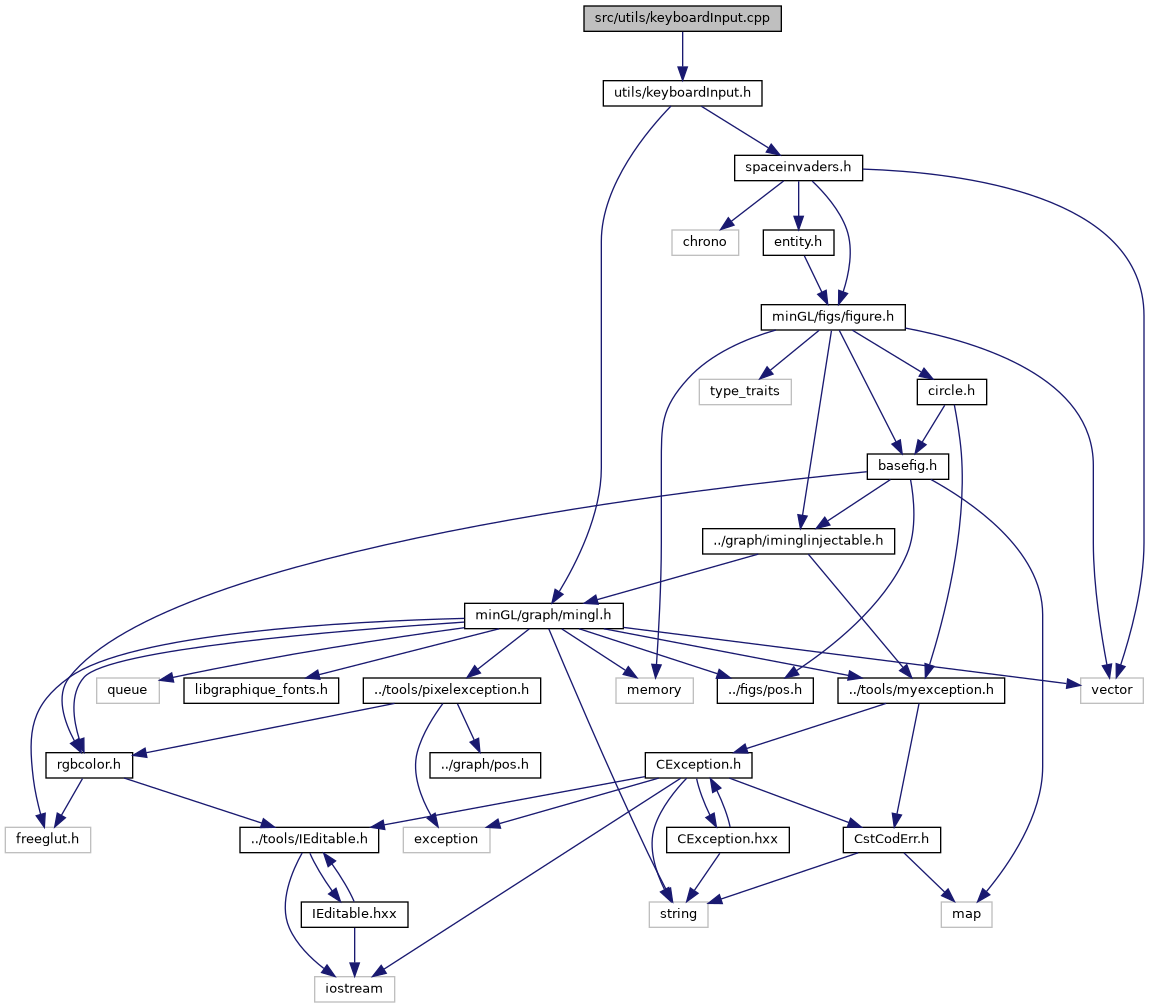 src/utils/keyboardInput.cpp
utils/keyboardInput.h
spaceinvaders.h
chrono
entity.h
minGL/figs/figure.h
type_traits
circle.h
basefig.h
../graph/iminglinjectable.h
minGL/graph/mingl.h
queue
libgraphique_fonts.h
../tools/pixelexception.h
memory
../figs/pos.h
../tools/myexception.h
vector
rgbcolor.h
../graph/pos.h
CException.h
freeglut.h
../tools/IEditable.h
exception
CException.hxx
CstCodErr.h
IEditable.hxx
string
map
iostream